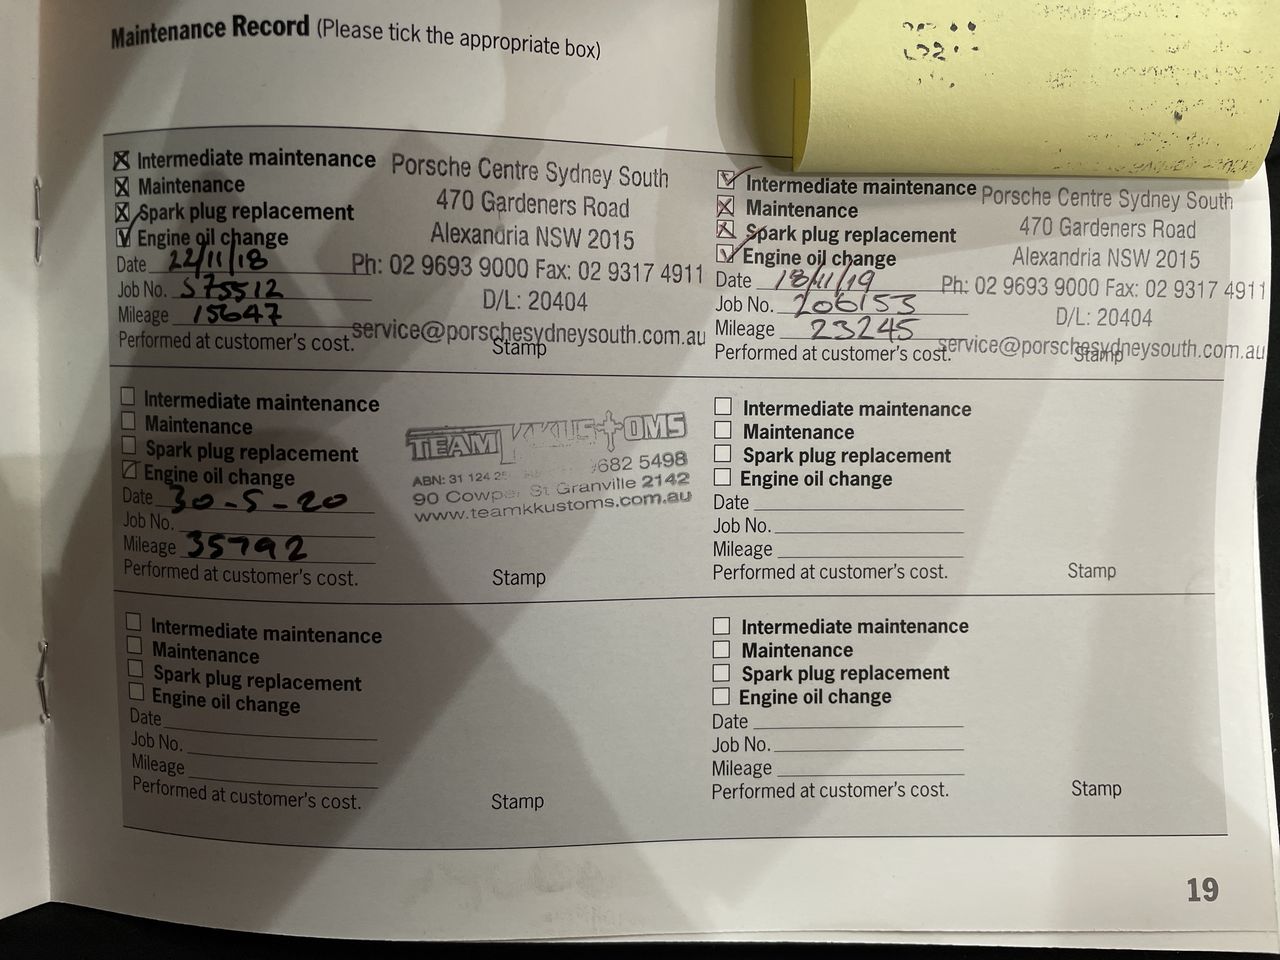 Maintenance Record (Please tick the appropriate box)
Intermediate maintenance
Maintenance
Spark plug replacement
Engine oil change
Date 22/11/18
Job No. S75512
Mileage 15647
Performed at customer's cost.
Porsche Centre Sydney South
470 Gardeners Road
Alexandria NSW 2015
Ph: 02 9693 9000 Fax: 02 9317 4911
D/L: 20404
service@porschesydneysouth.com.au
Stamp
Intermediate maintenance
Maintenance
Spark plug replacement
Engine oil change
Date 18/11/19
Job No. 206153
Mileage 23245
Performed at customer's cost.
Porsche Centre Sydney South
470 Gardeners Road
Alexandria NSW 2015
Ph: 02 9693 9000 Fax: 02 9317 4911
D/L: 20404
service@porschesydneysouth.com.au
Stamp
Intermediate maintenance
Maintenance
Spark plug replacement
Engine oil change
Date 30-5-20
Job No.
Mileage 35792
Performed at customer's cost.
TEAM KKUSTOMS
ABN: 31 124 682 5498
90 Cowper St Granville 2142
www.teamkkustoms.com.au
Stamp
Intermediate maintenance
Maintenance
Spark plug replacement
Engine oil change
Date
Job No.
Mileage
Performed at customer's cost.
Stamp
Intermediate maintenance
Maintenance
Spark plug replacement
Engine oil change
Date
Job No.
Mileage
Performed at customer's cost.
Stamp
Intermediate maintenance
Maintenance
Spark plug replacement
Engine oil change
Date
Job No.
Mileage
Performed at customer's cost.
Stamp
19